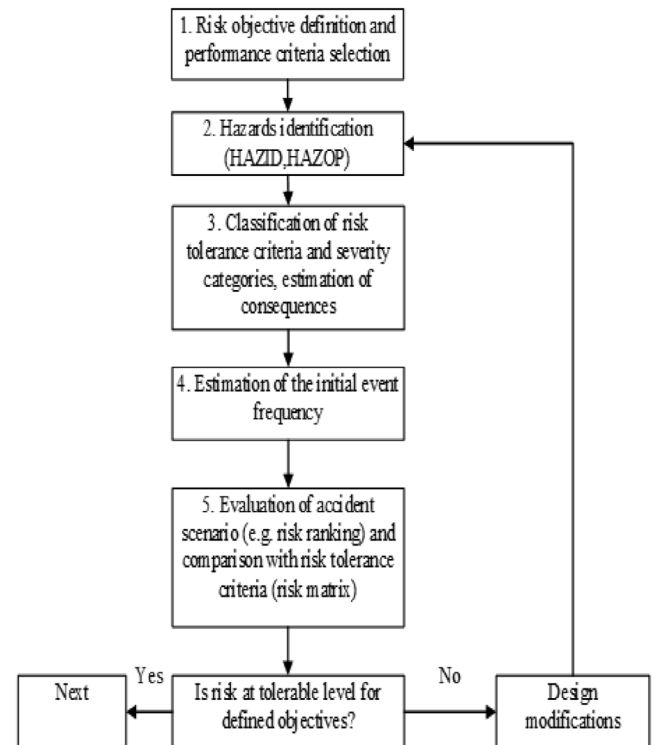 1. Risk objective definition and
performance criteria selection
2. Hazards identification
(HAZID,HAZOP)
3. Classification of risk
tolerance criteria and severity
categories, estimation of
consequences
4. Estimation of the initial event
frequency
5. Evaluation of accident
scenario (e.g. risk ranking) and
comparison with risk tolerance
criteria (risk matrix)
Next
Yes
Is risk at tolerable level for
defined objectives?
No
Design
modifications